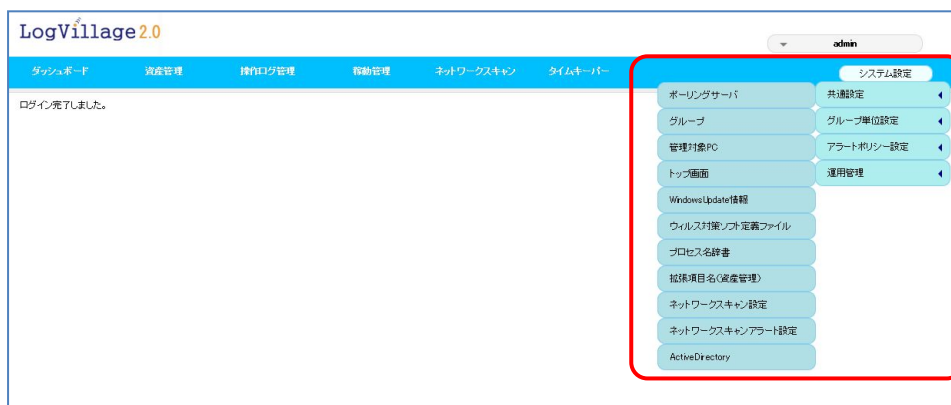 LogVillage 2.0
admin
ダッシュボード 資産管理 操作ログ管理 稼動管理 ネットワークスキャン タイムキーパー システム設定
ログイン完了しました。
ポーリングサーバ 共通設定
グループ グループ単位設定
管理対象PC アラートポリシー設定
トップ画面 運用管理
WindowsUpdate情報
ウィルス対策ソフト定義ファイル
プロセス名辞書
拡張項目名(資産管理)
ネットワークスキャン設定
ネットワークスキャンアラート設定
ActiveDirectory